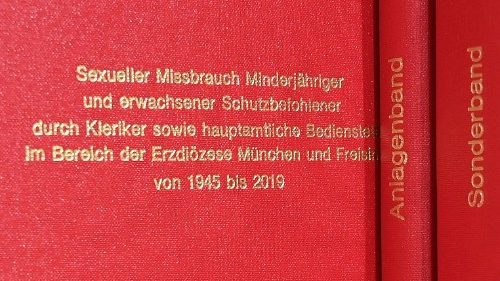 Sexueller Missbrauch Minderjähriger
und erwachsener Schutzbefohlener
durch Kleriker sowie hauptamtliche
im Bereich der Erzdiözese München und
von 1945 bis 2019
Anlagenband
Sonderband